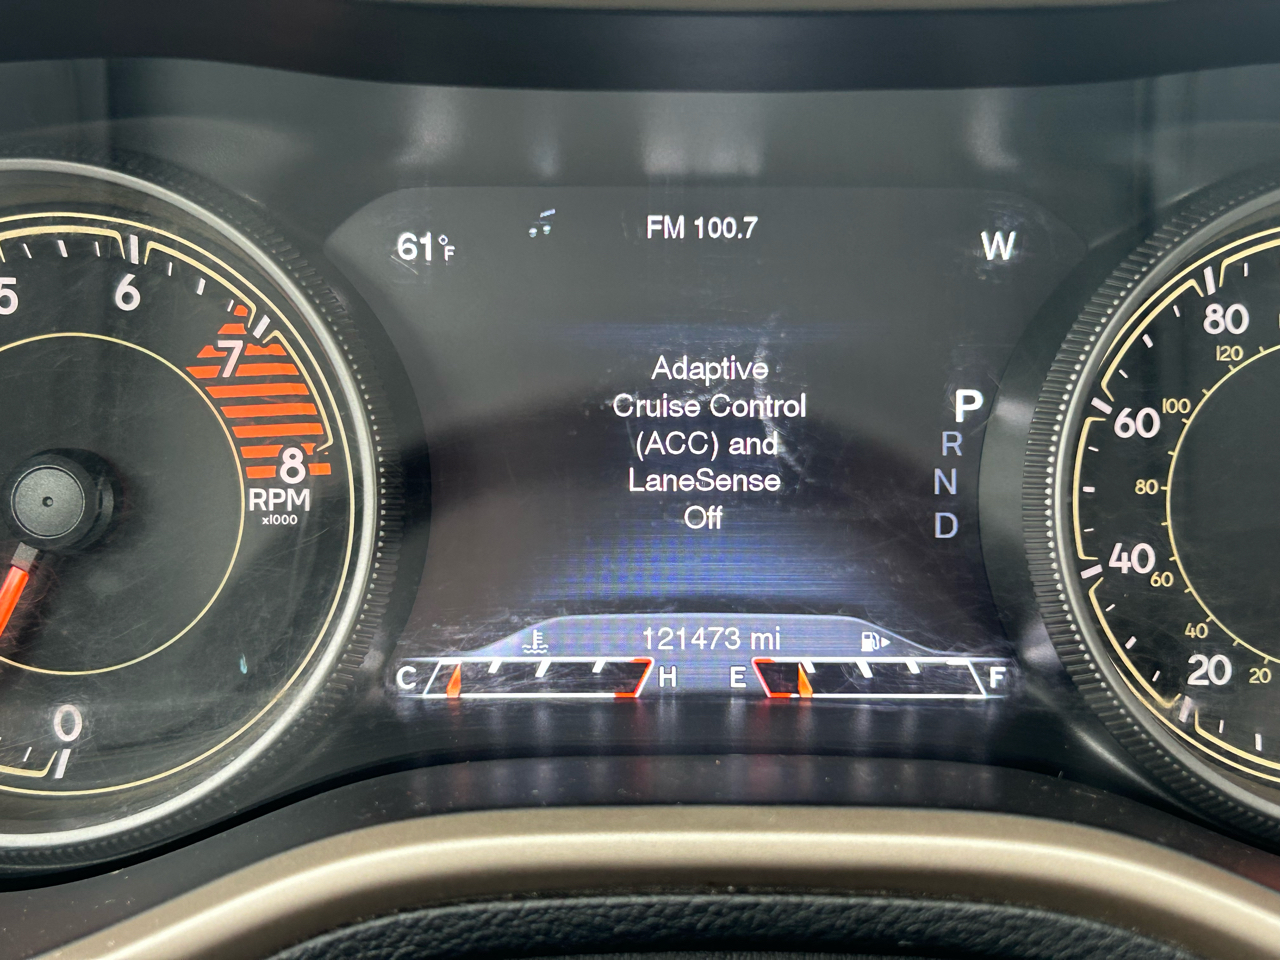 61°F
FM 100.7
W
Adaptive
Cruise Control
(ACC) and
LaneSense
Off
P
R
N
D
121473 mi
C
H
E
F
5
6
7
8
RPM
x1000
0
80
120
60
100
80
40
60
40
20
20